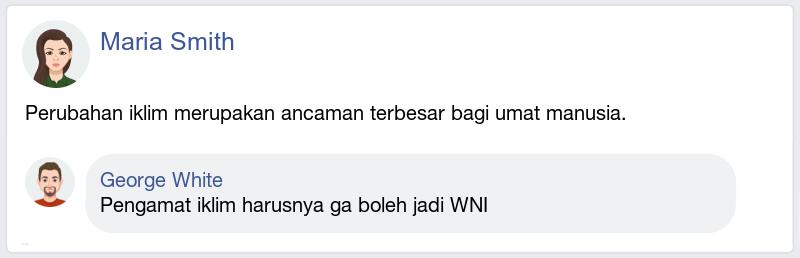 Maria Smith
Perubahan iklim merupakan ancaman terbesar bagi umat manusia.
George White
Pengamat iklim harusnya ga boleh jadi WNI